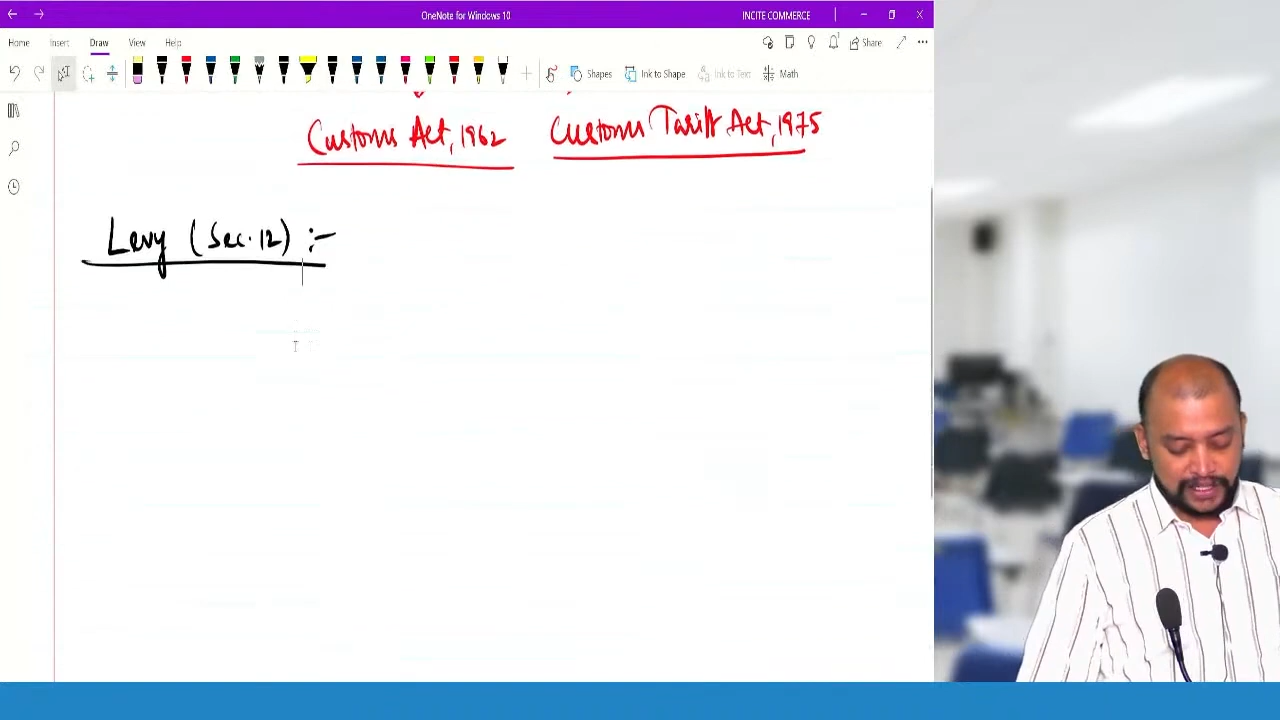 OneNote for Windows 10
INCITE COMMERCE
Home Insert Draw View Help
Share
Shapes
Ink to Shape
Ink to Text
Math
Customs Act, 1962 Customs Tariff Act, 1975
Levy (Sec. 12) :-